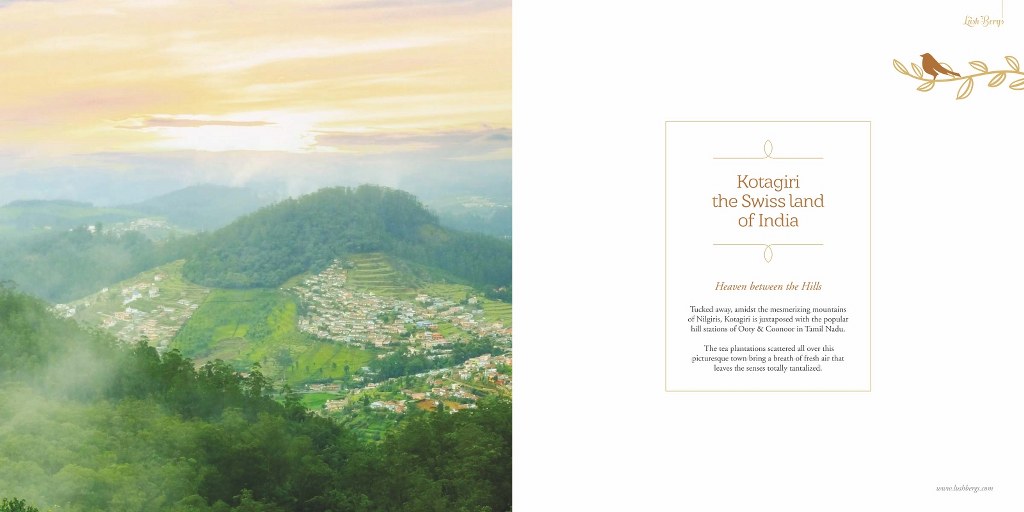 Lush Bergs
Kotagiri
the Swiss land
of India
Heaven between the Hills
Tucked away, amidst the mesmerizing mountains
of Nilgiris, Kotagiri is juxtaposed with the popular
hill stations of Ooty & Coonoor in Tamil Nadu.
The tea plantations scattered all over this
picturesque town bring a breath of fresh air that
leaves the senses totally tantalized.
www.lushbergs.com